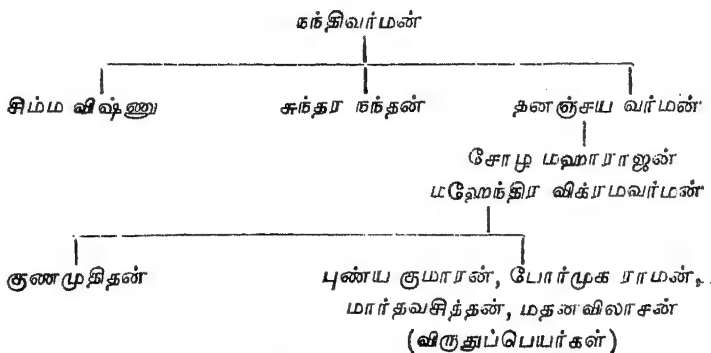 நந்திவர்மன்
சிம்ம விஷ்ணு சுந்தர நந்தன் தனஞ்சய வர்மன்
சோழ மஹாராஜன்
மஹேந்திர விக்ரமவர்மன்
குணமுதிதன் புண்ய குமாரன், போர்முக ராமன்,
மார்தவசித்தன், மதனவிலாசன்
(விருதுப்பெயர்கள்)